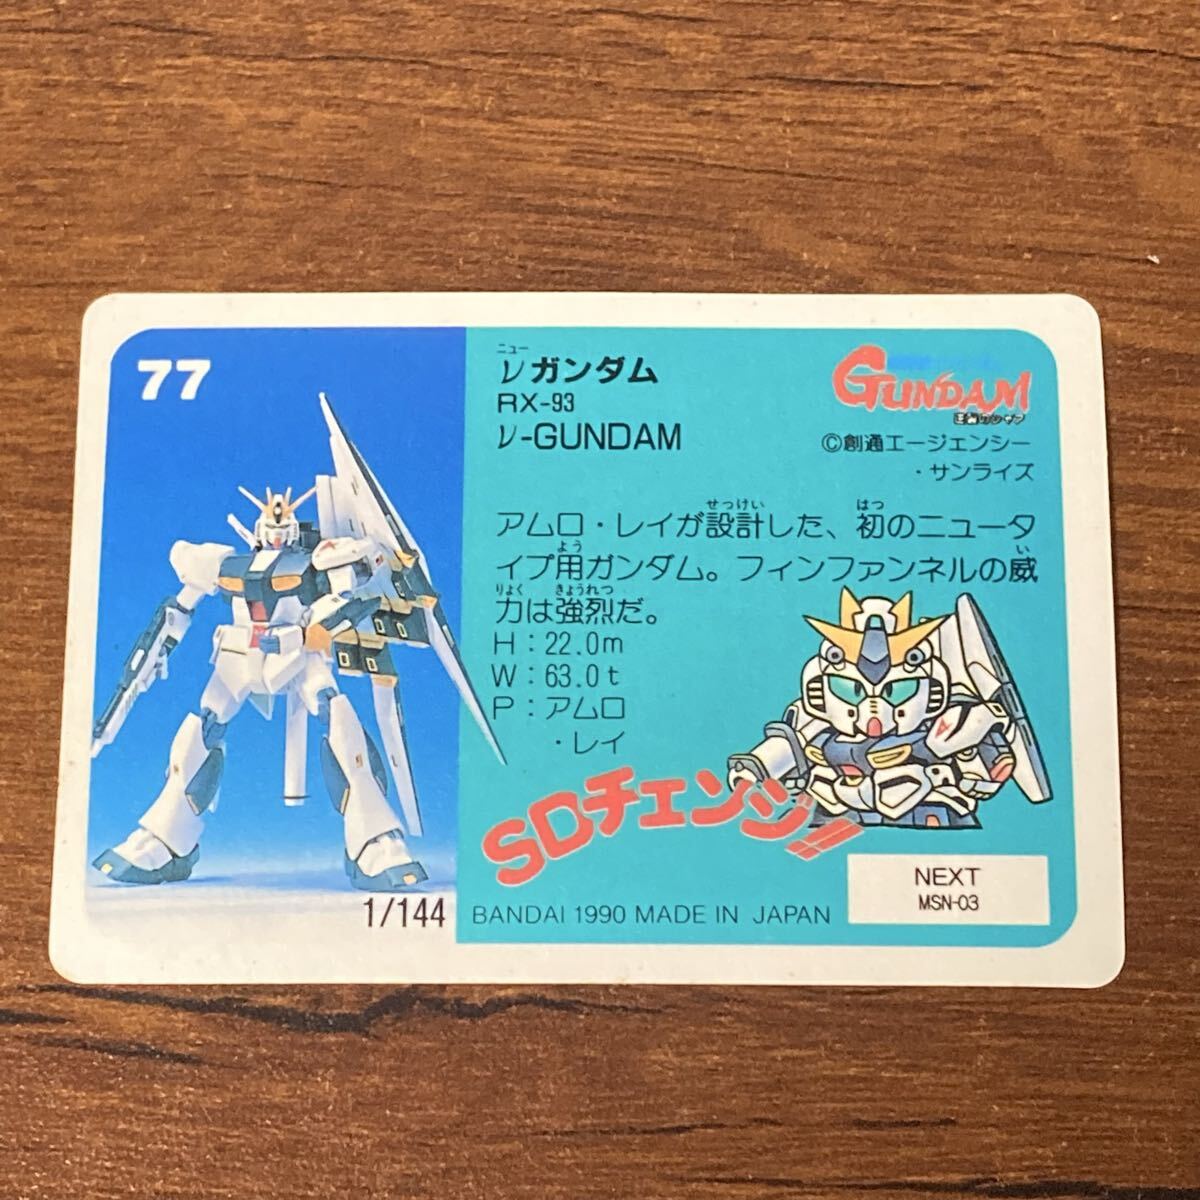 77
ニュー
νガンダム
RX-93
ν-GUNDAM
GUNDAM
©創通エージェンシー
・サンライズ
せっけい はつ
アムロ・レイが設計した、初のニュータ
よう い
イプ用ガンダム。フィンファンネルの威
りょく きょうれつ
力は強烈だ。
H：22.0m
W：63.0t
P：アムロ
・レイ
SDチェンジ!!
1/144
BANDAI 1990 MADE IN JAPAN
NEXT
MSN-03